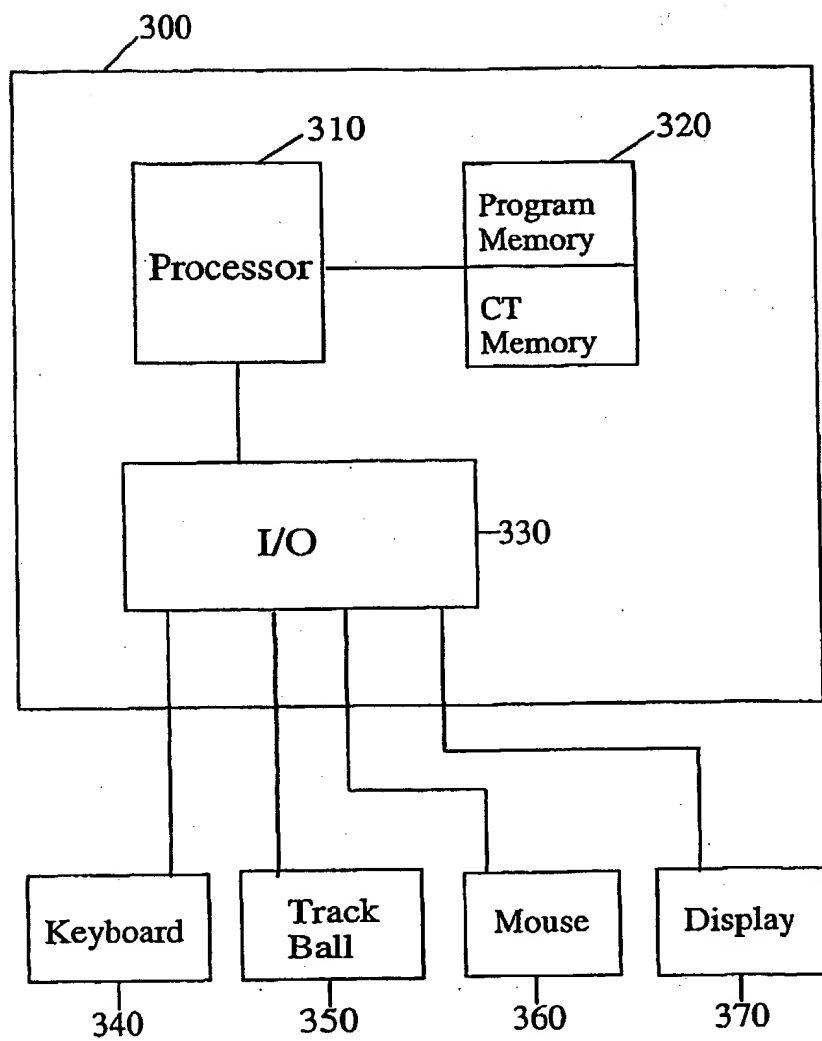 300
310
320
Processor
Program
Memory
CT
Memory
I/O
330
Keyboard
Track
Ball
Mouse
Display
340
350
360
370